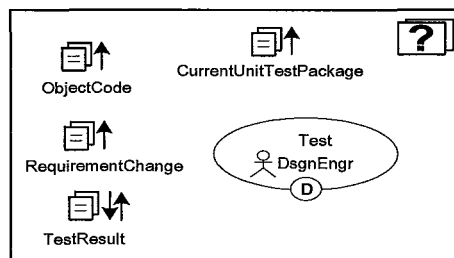 ?
CurrentUnitTestPackage
ObjectCode
Test
DsgnEngr
RequirementChange
D
TestResult